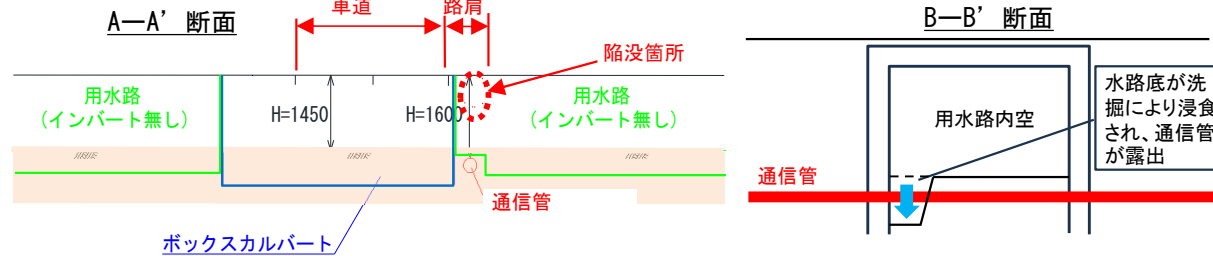 A―A’ 断面
車道
路肩
陥没箇所
用水路
(インバート無し)
H=1450
H=1600
用水路
(インバート無し)
通信管
ボックスカルバート
B―B’ 断面
用水路内空
水路底が洗
掘により浸食
され、通信管
が露出
通信管